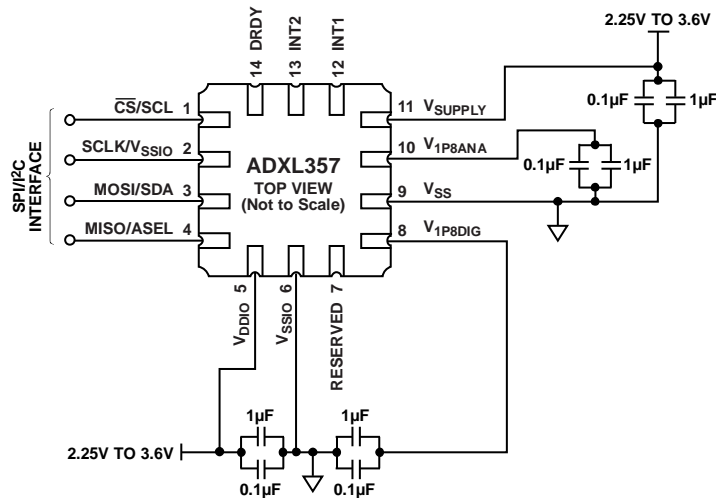 2.25V TO 3.6V
14 DRDY
13 INT2
12 INT1
C̅S̅/SCL 1
11 VSUPPLY
0.1µF
1µF
SCLK/VSSIO 2
10 V1P8ANA
ADXL357
TOP VIEW
(Not to Scale)
0.1µF
1µF
SPI/I²C
INTERFACE
MOSI/SDA 3
9 VSS
MISO/ASEL 4
8 V1P8DIG
VDDIO 5
VSSIO 6
RESERVED 7
1µF
1µF
2.25V TO 3.6V
0.1µF
0.1µF